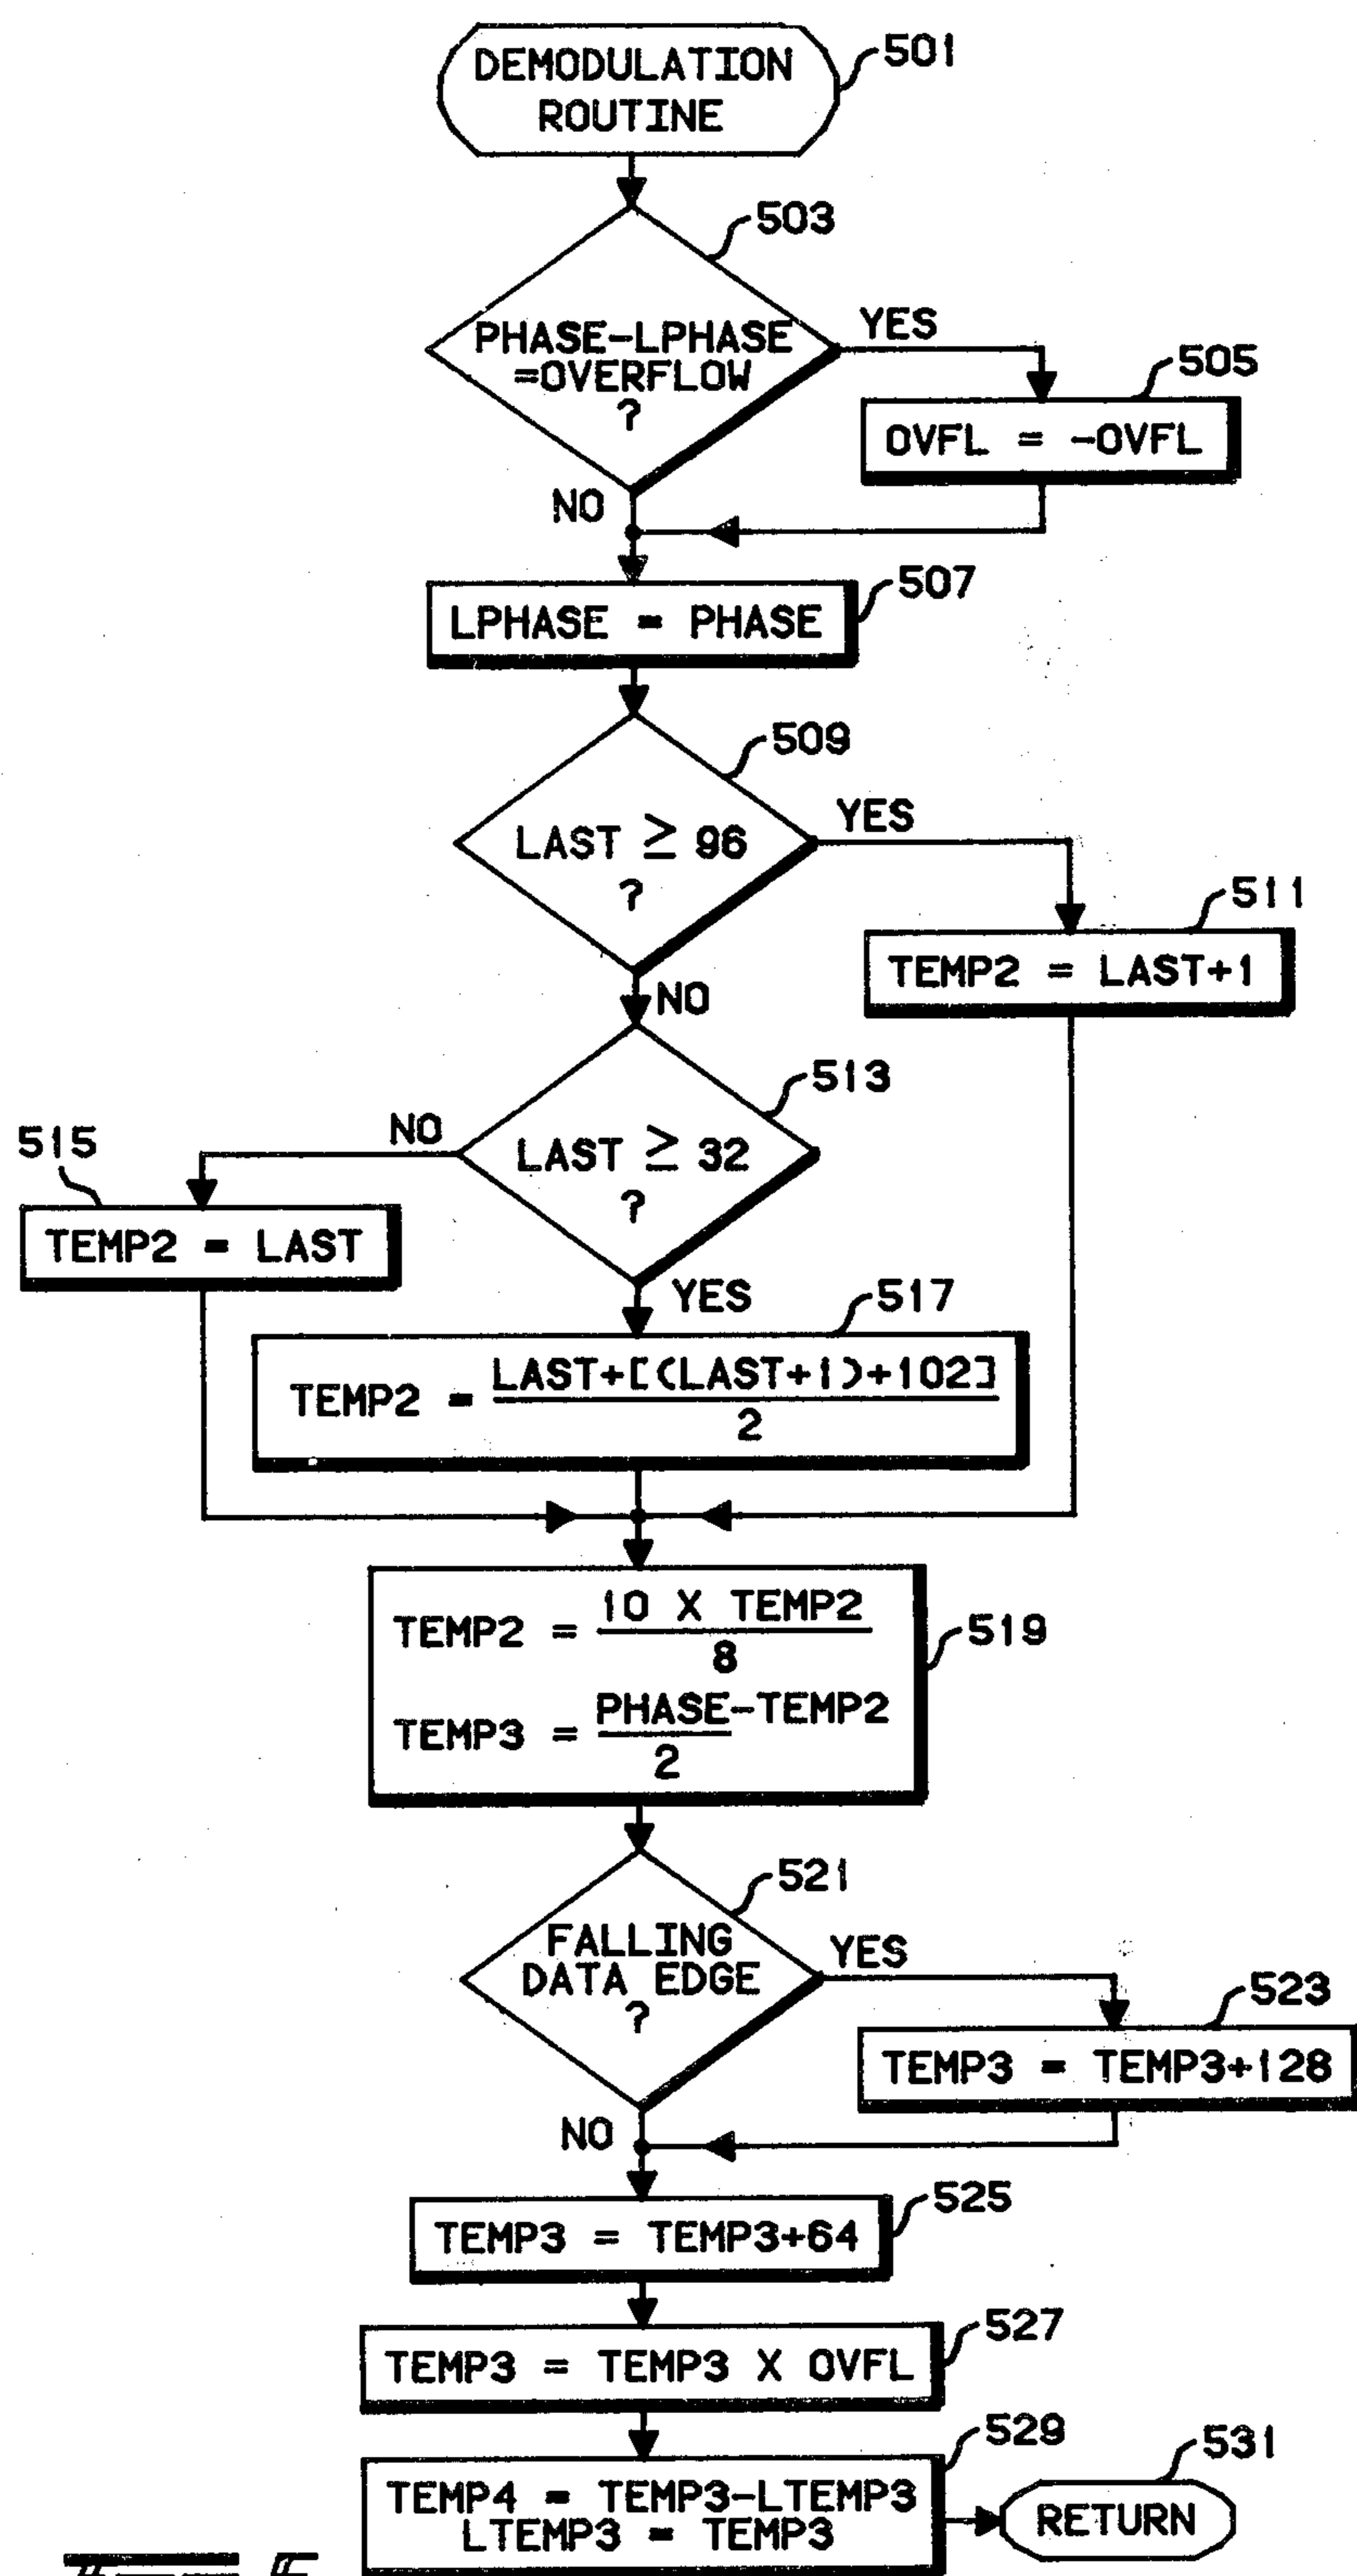 DEMODULATION
ROUTINE
501
503
PHASE-LPHASE
=OVERFLOW
?
YES
505
OVFL = -OVFL
NO
507
LPHASE = PHASE
509
LAST ≥ 96
?
YES
511
TEMP2 = LAST+1
NO
513
LAST ≥ 32
?
NO
515
TEMP2 = LAST
YES
517
TEMP2 = LAST+[(LAST+1)+102]
2
519
TEMP2 = 10 X TEMP2
8
TEMP3 = PHASE-TEMP2
2
521
FALLING
DATA EDGE
?
YES
523
TEMP3 = TEMP3+128
NO
525
TEMP3 = TEMP3+64
527
TEMP3 = TEMP3 X OVFL
529
TEMP4 = TEMP3-LTEMP3
LTEMP3 = TEMP3
531
RETURN